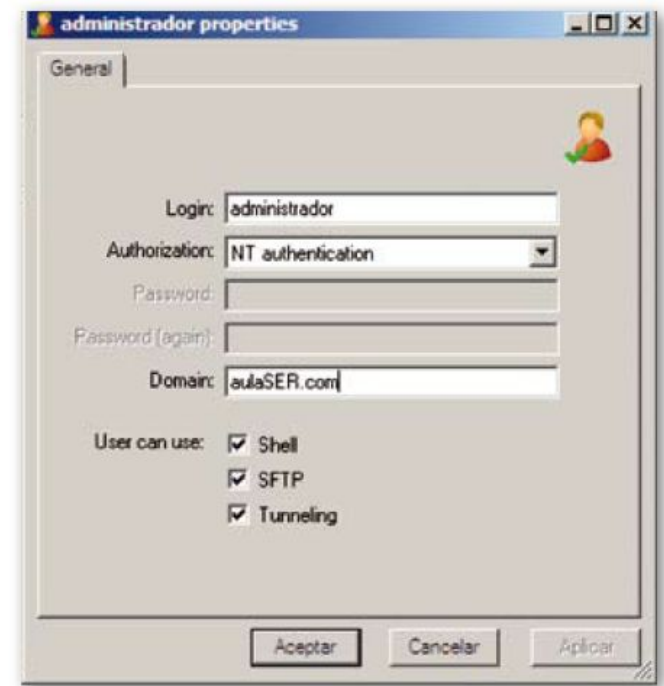 administrador properties
General
Login: administrador
Authorization: NT authentication
Password:
Password (again):
Domain: aulaSER.com
User can use: Shell
SFTP
Tunneling
Aceptar Cancelar Aplicar